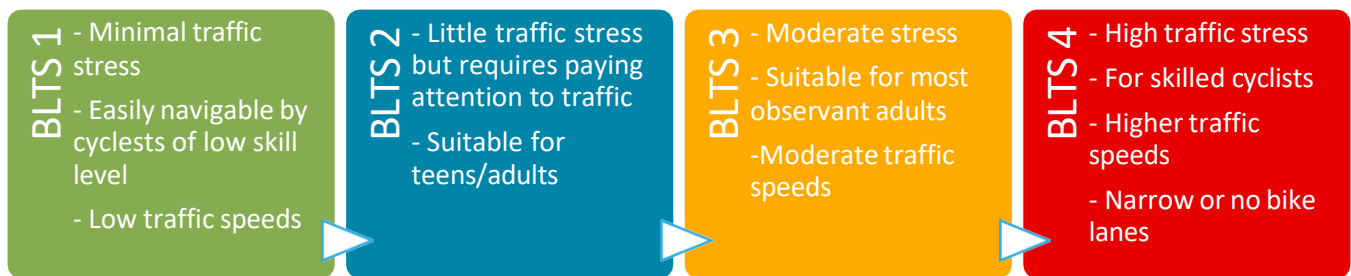 BLTS 1
- Minimal traffic
stress
- Easily navigable by
cyclests of low skill
level
- Low traffic speeds
BLTS 2
- Little traffic stress
but requires paying
attention to traffic
- Suitable for
teens/adults
BLTS 3
- Moderate stress
- Suitable for most
observant adults
-Moderate traffic
speeds
BLTS 4
- High traffic stress
- For skilled cyclists
- Higher traffic
speeds
- Narrow or no bike
lanes